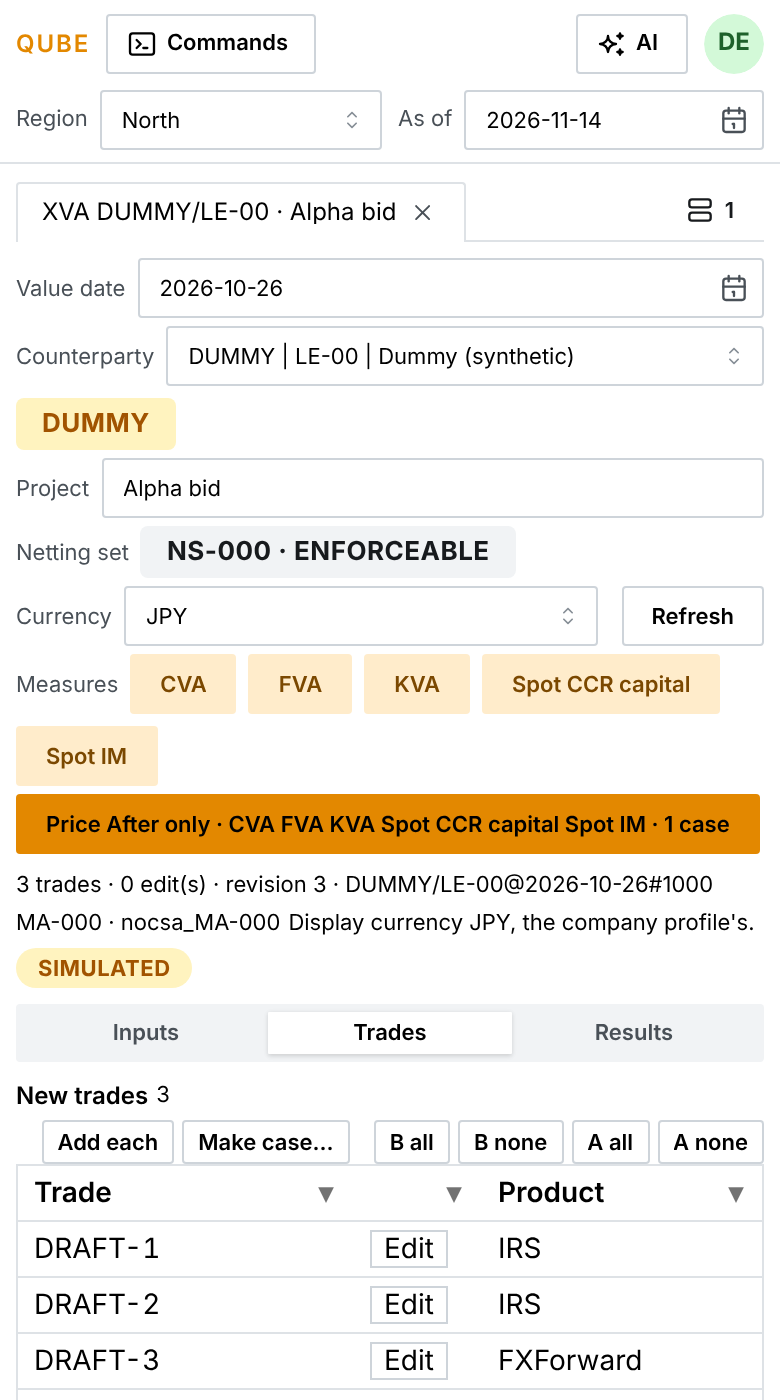 QUBE Commands AI DE
Region North As of 2026-11-14
XVA DUMMY/LE-00 · Alpha bid 1
Value date 2026-10-26
Counterparty DUMMY | LE-00 | Dummy (synthetic)
DUMMY
Project Alpha bid
Netting set NS-000 · ENFORCEABLE
Currency JPY Refresh
Measures CVA FVA KVA Spot CCR capital
Spot IM
Price After only · CVA FVA KVA Spot CCR capital Spot IM · 1 case
3 trades · 0 edit(s) · revision 3 · DUMMY/LE-00@2026-10-26#1000
MA-000 · nocsa_MA-000 Display currency JPY, the company profile's.
SIMULATED
Inputs Trades Results
New trades 3
Add each Make case... B all B none A all A none
Trade Product
DRAFT-1 Edit IRS
DRAFT-2 Edit IRS
DRAFT-3 Edit FXForward